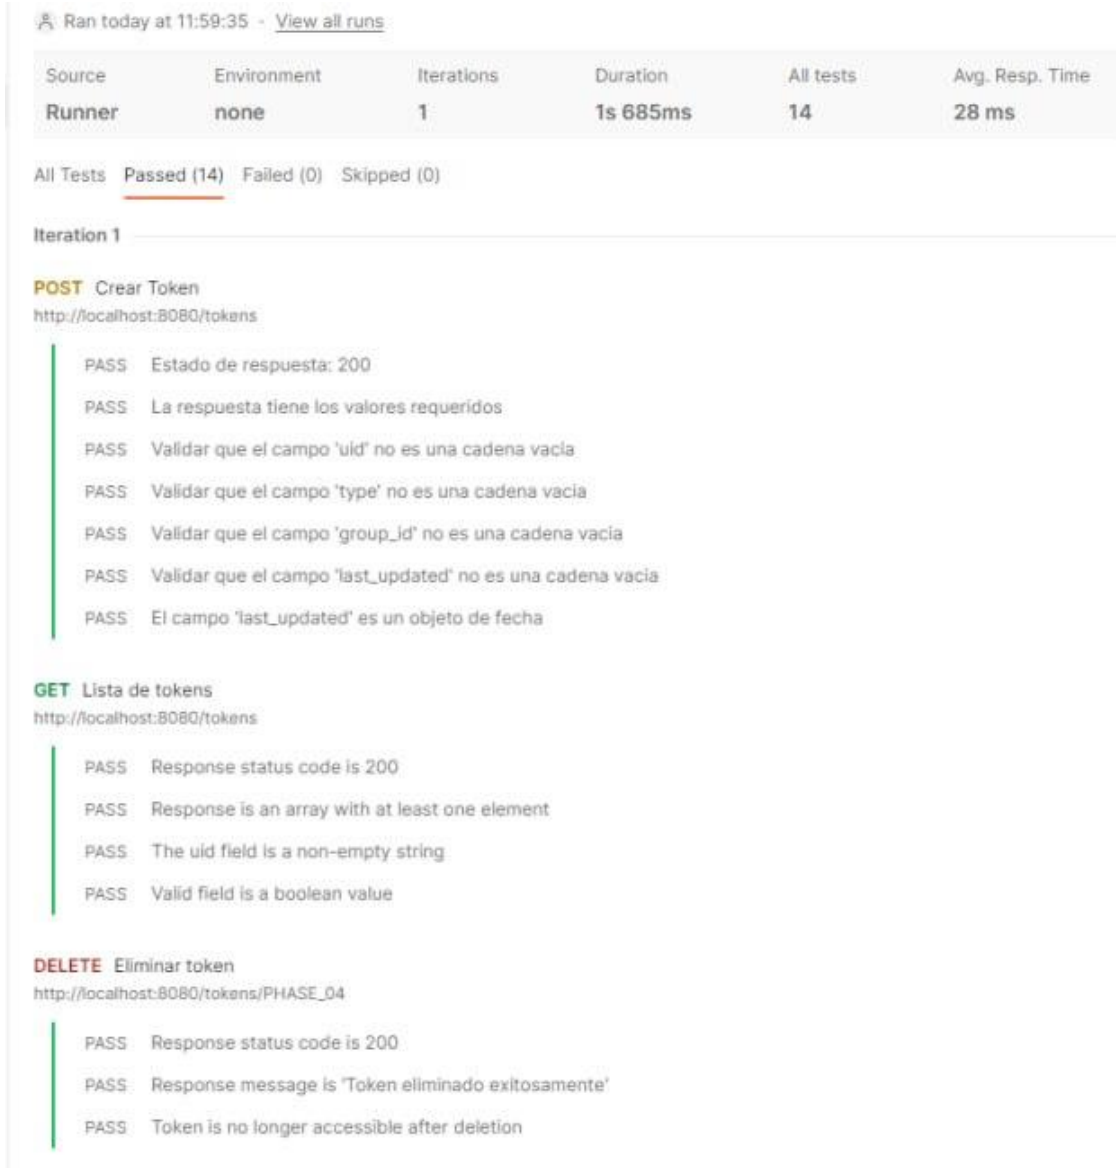 Ran today at 11:59:35 · View all runs
Source Environment Iterations Duration All tests Avg. Resp. Time
Runner none 1 1s 685ms 14 28 ms
All Tests Passed (14) Failed (0) Skipped (0)
Iteration 1
POST Crear Token
http://localhost:8080/tokens
PASS Estado de respuesta: 200
PASS La respuesta tiene los valores requeridos
PASS Validar que el campo 'uid' no es una cadena vacia
PASS Validar que el campo 'type' no es una cadena vacia
PASS Validar que el campo 'group_id' no es una cadena vacia
PASS Validar que el campo 'last_updated' no es una cadena vacia
PASS El campo 'last_updated' es un objeto de fecha
GET Lista de tokens
http://localhost:8080/tokens
PASS Response status code is 200
PASS Response is an array with at least one element
PASS The uid field is a non-empty string
PASS Valid field is a boolean value
DELETE Eliminar token
http://localhost:8080/tokens/PHASE_04
PASS Response status code is 200
PASS Response message is 'Token eliminado exitosamente'
PASS Token is no longer accessible after deletion